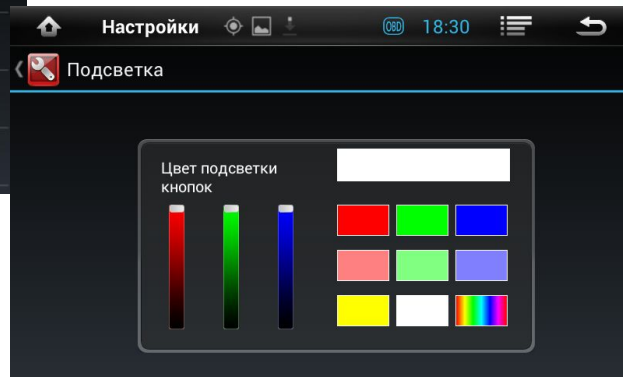 Настройки OBD 18:30
Подсветка
Цвет подсветки
кнопок